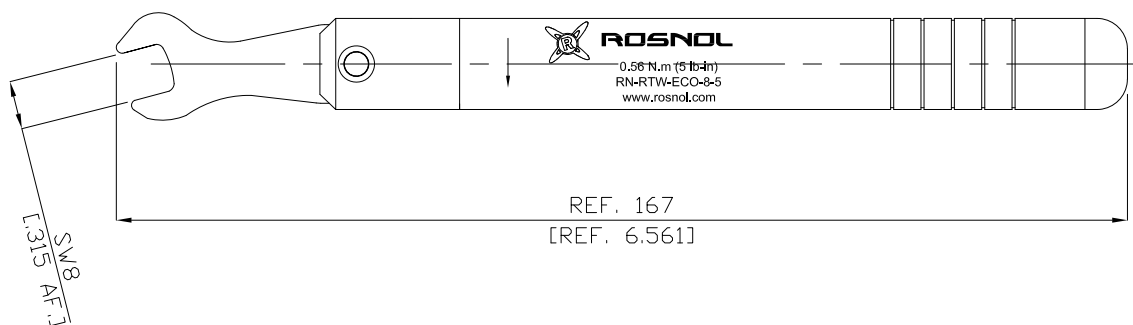 ROSNOL
0.56 N.m (5 lb-in)
RN-RTW-ECO-8-5
www.rosnol.com
REF. 167
[REF. 6.561]
SW8
[.315 AF.]
R